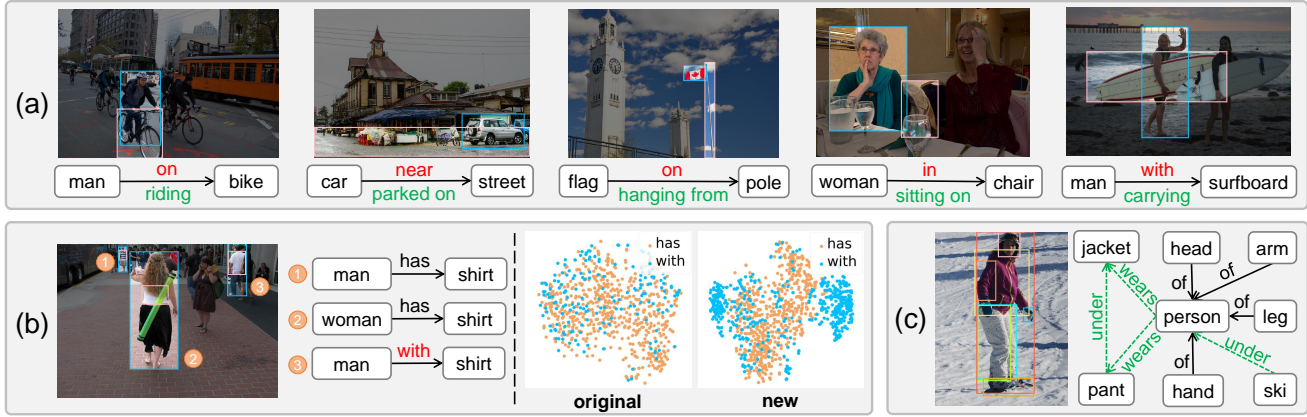 (a)
man on riding bike
car near parked on street
flag on hanging from pole
woman in sitting on chair
man with carrying surfboard
(b)
1
2
3
1 man has shirt
2 woman has shirt
3 man with shirt
has
with
original
has
with
new
(c)
jacket head arm
wears of of
under person of leg
wears of under
pant hand ski